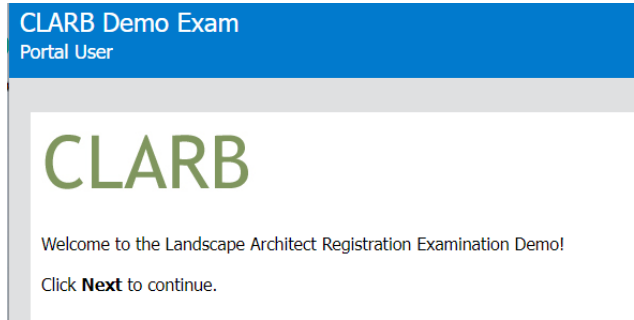 CLARB Demo Exam
Portal User
CLARB
Welcome to the Landscape Architect Registration Examination Demo!
Click Next to continue.